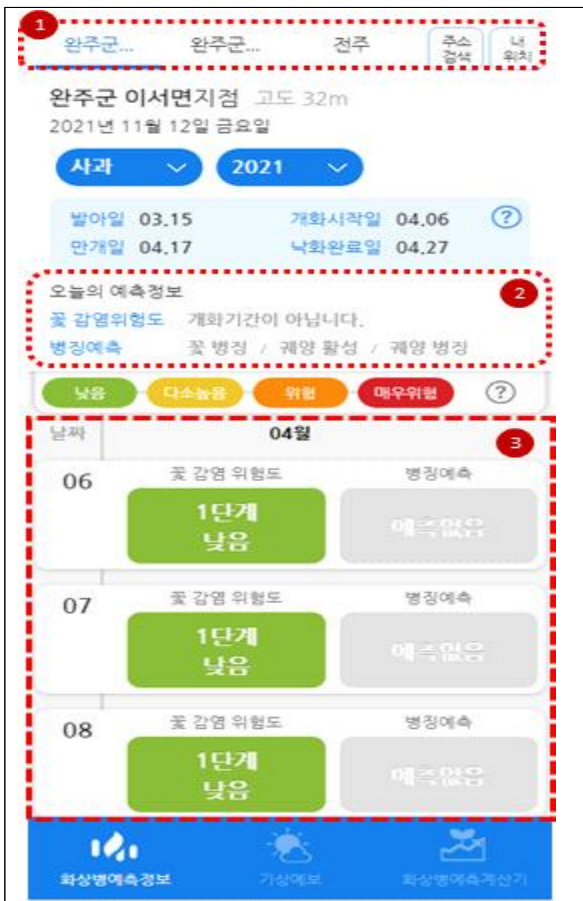 1
완주군... 완주군... 전주 주소검색 내위치
완주군 이서면지점 고도 32m
2021년 11월 12일 금요일
사과 2021
발아일 03.15 개화시작일 04.06 ?
만개일 04.17 낙화완료일 04.27
오늘의 예측정보 2
꽃 감염위험도 개화기간이 아닙니다.
병징예측 꽃 병징 / 궤양 활성 / 궤양 병징
낮음 다소높음 위험 매우위험 ?
날짜 04월 3
06 꽃 감염 위험도 병징예측
1단계
낮음 예측없음
07 꽃 감염 위험도 병징예측
1단계
낮음 예측없음
08 꽃 감염 위험도 병징예측
1단계
낮음 예측없음
화상병예측정보 기상예보 화상병예측계산기